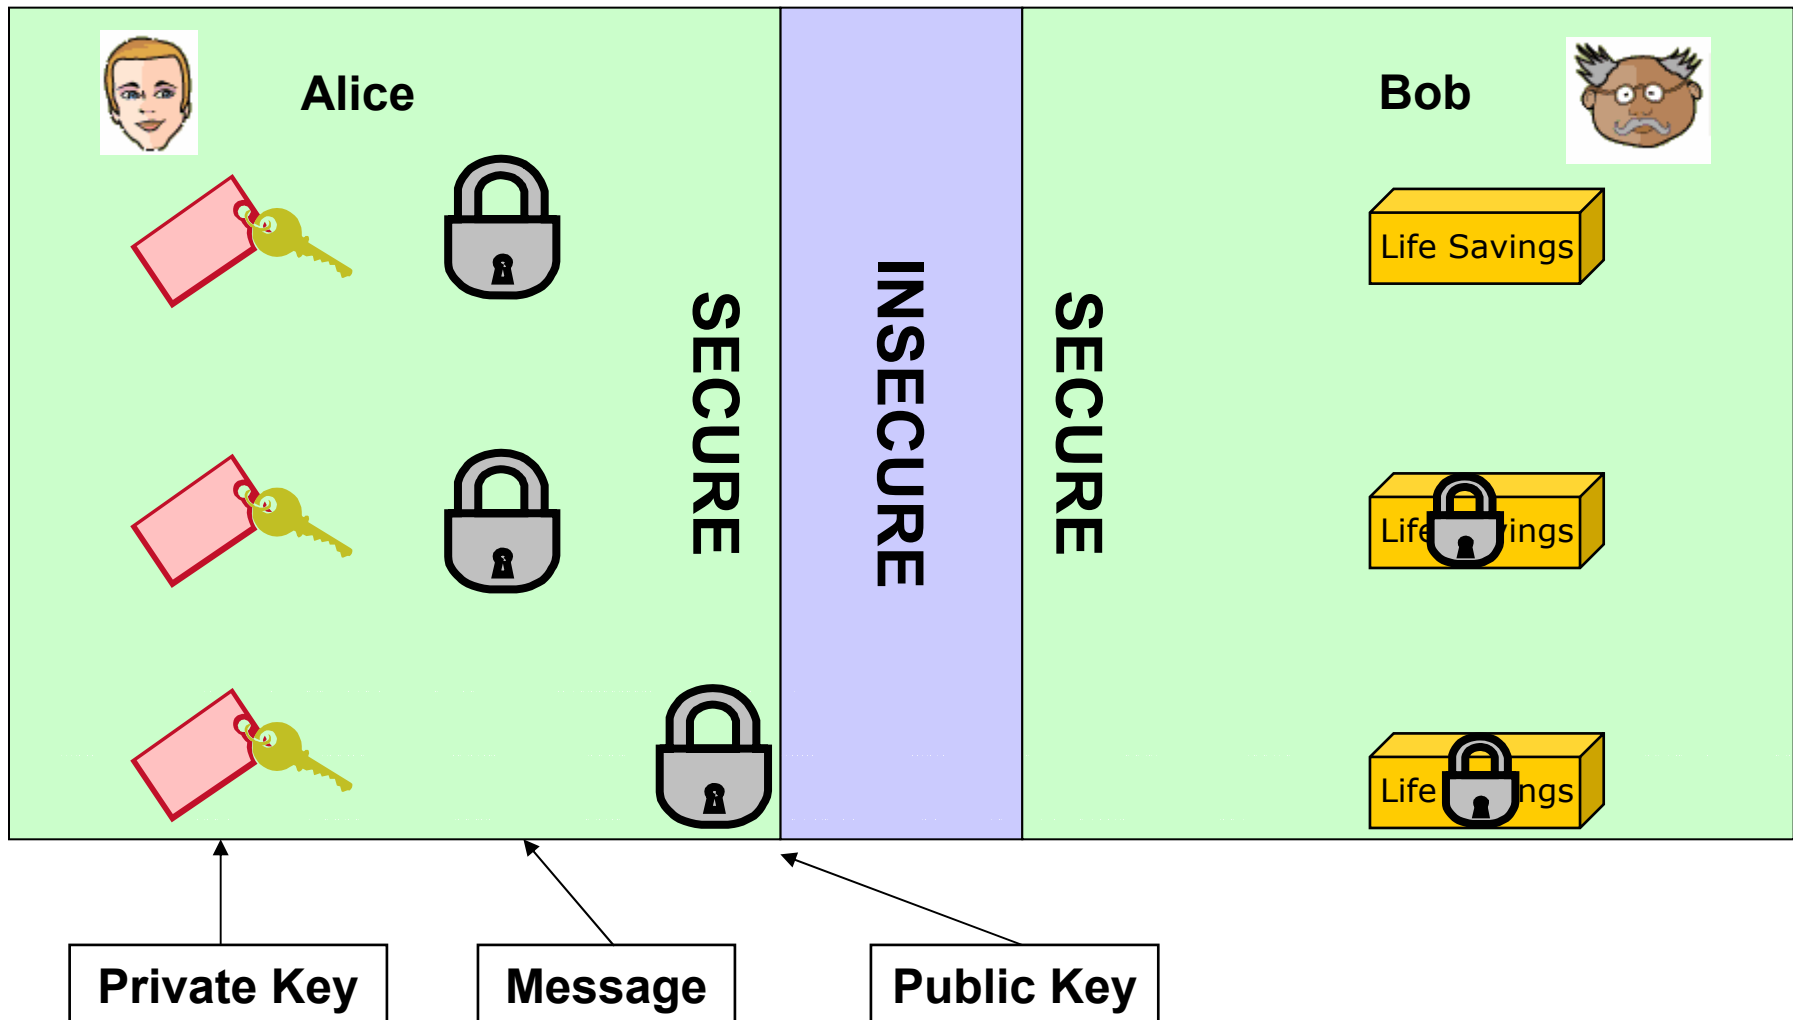 Alice
Bob
Life Savings
SECURE
INSECURE
SECURE
Life ings
Life ngs
Private Key
Message
Public Key